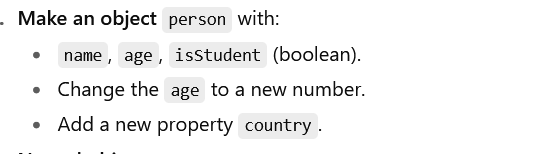 . Make an object person with:
• name, age, isStudent (boolean).
• Change the age to a new number.
• Add a new property country.